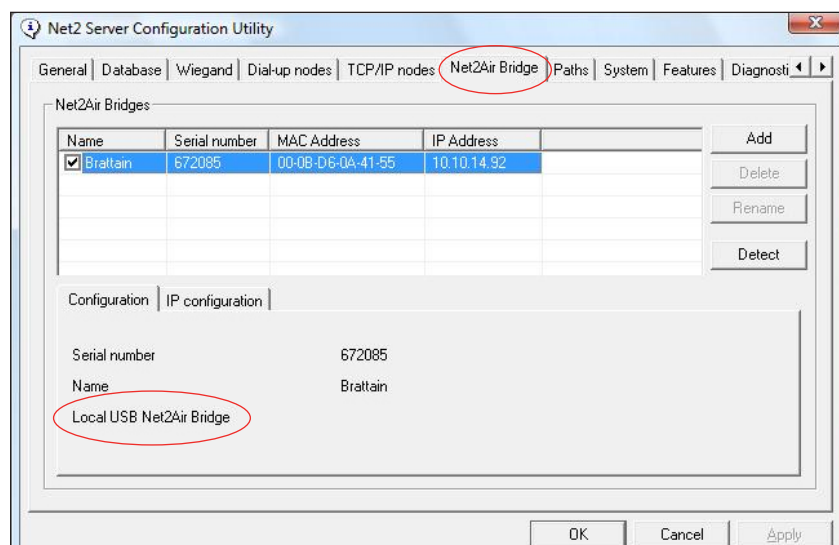 Net2 Server Configuration Utility
General Database Wiegand Dial-up nodes TCP/IP nodes Net2Air Bridge Paths System Features Diagnosti
Net2Air Bridges
Name Serial number MAC Address IP Address
Brattain 672085 00-0B-D6-0A-41-55 10.10.14.92
Add
Delete
Rename
Detect
Configuration IP configuration
Serial number 672085
Name Brattain
Local USB Net2Air Bridge
OK Cancel Apply